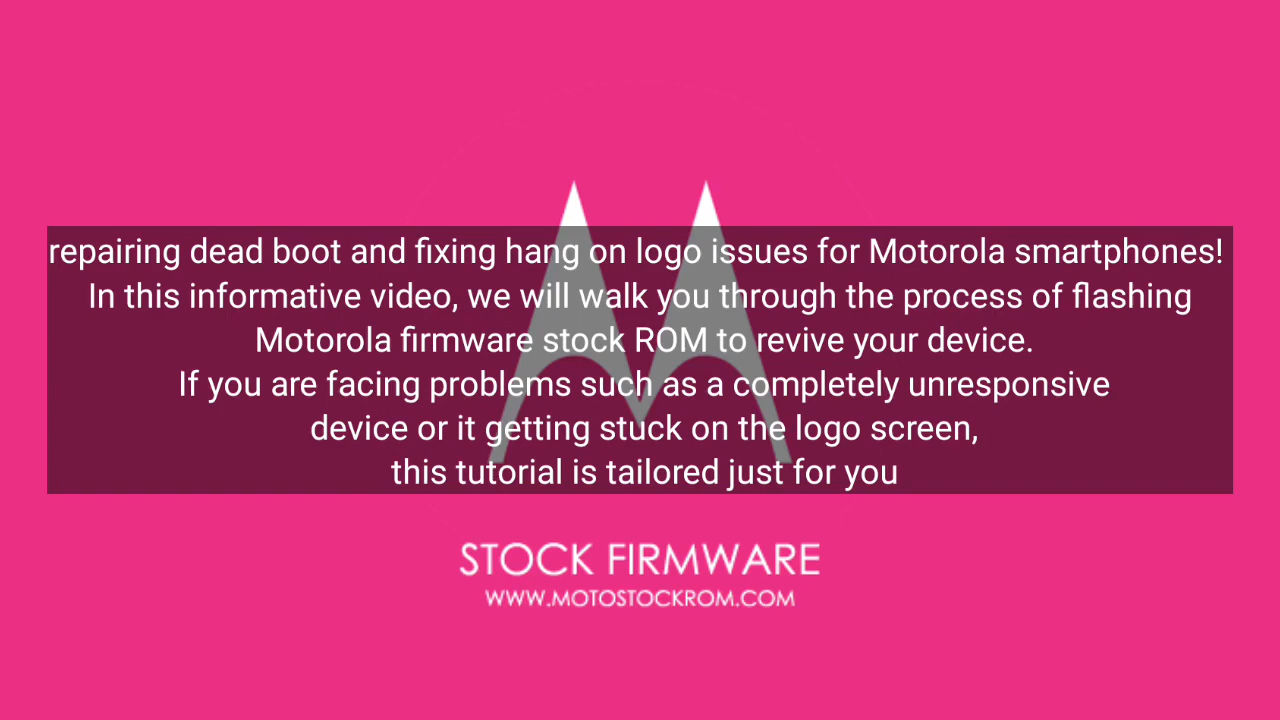 repairing dead boot and fixing hang on logo issues for Motorola smartphones!
In this informative video, we will walk you through the process of flashing
Motorola firmware stock ROM to revive your device.
If you are facing problems such as a completely unresponsive
device or it getting stuck on the logo screen,
this tutorial is tailored just for you
STOCK FIRMWARE
WWW.MOTOSTOCKROM.COM